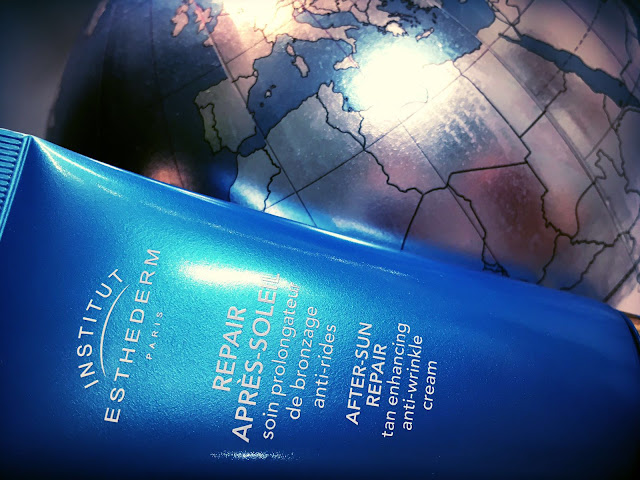 INSTITUT
ESTHEDERM
PARIS
REPAIR
APRÈS-SOLEIL
soin prolongateur
de bronzage
anti-rides
AFTER-SUN
REPAIR
tan enhancing
anti-wrinkle
cream